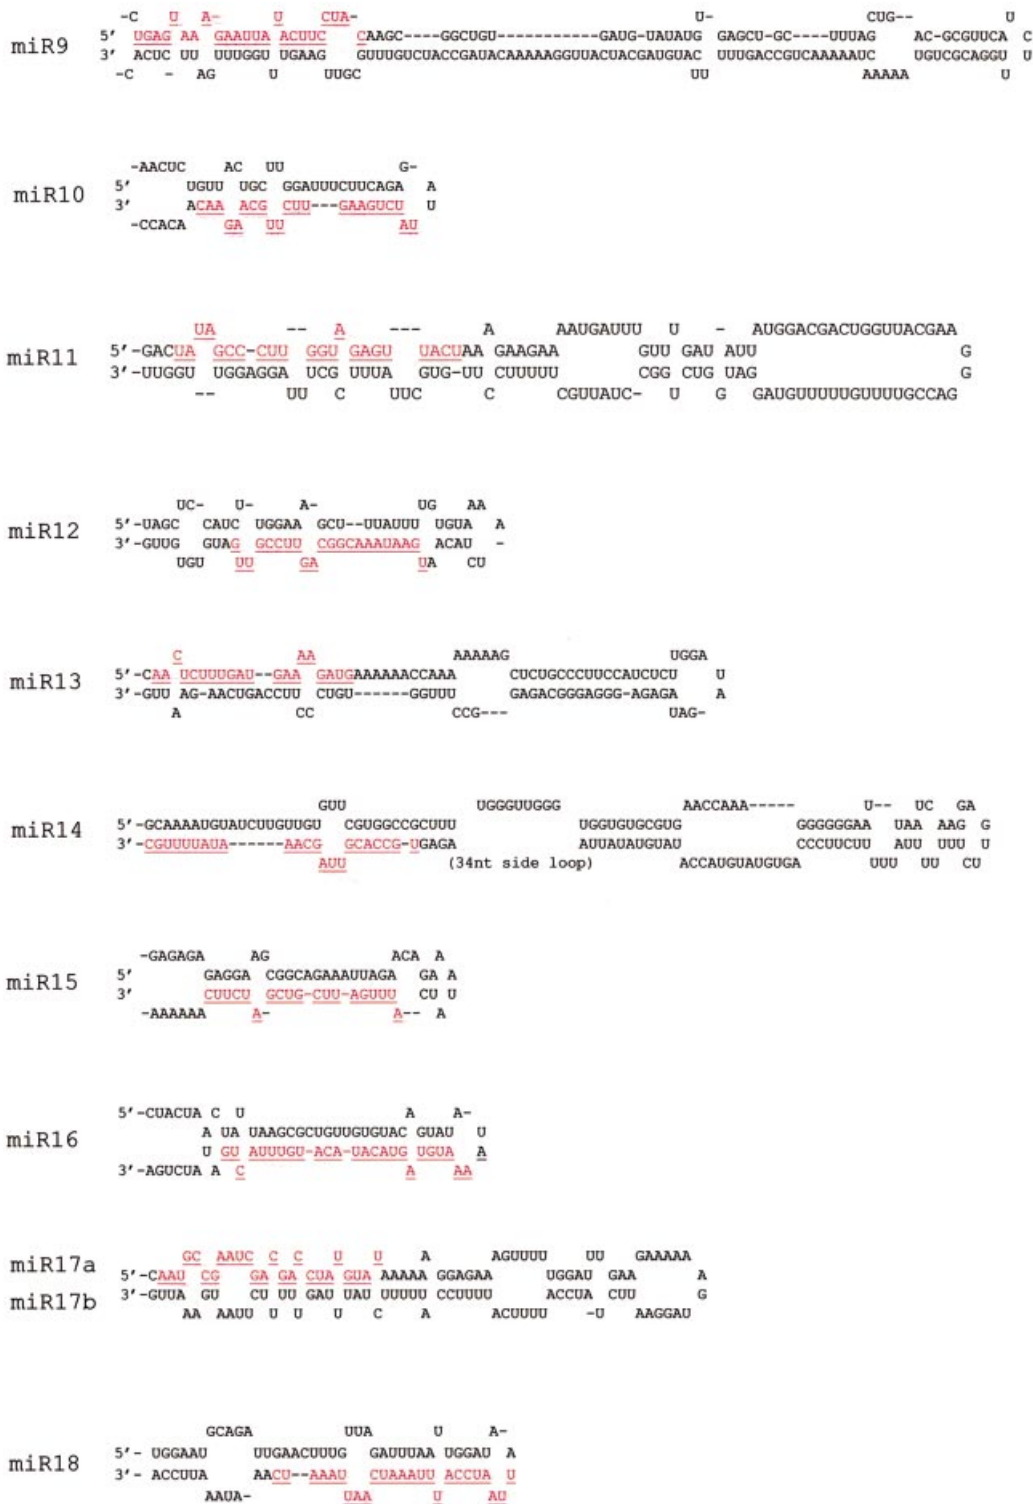 -C U A- U CUA- U- CUG-- U
miR9
5' UGAG AA GAAUUA ACUUC CAAGC----GGCUGU-----------GAUG-UAUAUG GAGCU-GC----UUUAG AC-GCGUUCA C
3' ACUC UU UUUGGU UGAAG GUUUGUCUACCGAUACAAAAAGGUUACUACGAUGUAC UUUGACCGUCAAAAAUC UGUCGCAGGU U
-C - AG U UUGC UU AAAAA U
-AACUC AC UU G-
miR10
5' UGUU UGC GGAUUUCUUCAGA A
3' ACAA ACG CUU---GAAGUCU U
-CCACA GA UU AU
UA -- A --- A AAUGAUUU U - AUGGACGACUGGUUACGAA
miR11
5'-GACUA GCC-CUU GGU GAGU UACUAA GAAGAA GUU GAU AUU G
3'-UUGGU UGGAGGA UCG UUUA GUG-UU CUUUUU CGG CUG UAG G
-- UU C UUC C CGUUAUC- U G GAUGUUUUUGUUUUGCCAG
UC- U- A- UG AA
miR12
5'-UAGC CAUC UGGAA GCU--UUAUUU UGUA A
3'-GUUG GUAG GCCUU CGGCAAAUAAG ACAU -
UGU UU GA UA CU
C AA AAAAAG UGGA
miR13
5'-CAA UCUUUGAU--GAA GAUGAAAAAACCAAA CUCUGCCCUUCCAUCUCU U
3'-GUU AG-AACUGACCUU CUGU------GGUUU GAGACGGGAGGG-AGAGA A
A CC CCG--- UAG-
GUU UGGGUUGGG AACCAAA----- U-- UC GA
miR14
5'-GCAAAAUGUAUCUUGUUGU CGUGGCCGCUUU UGGUGUGCGUG GGGGGGAA UAA AAG G
3'-CGUUUUAUA------AACG GCACCG-UGAGA AUUAUAUGUAU CCCUUCUU AUU UUU U
AUU (34nt side loop) ACCAUGUAUGUGA UUU UU CU
-GAGAGA AG ACA A
miR15
5' GAGGA CGGCAGAAAUUAGA GA A
3' CUUCU GCUG-CUU-AGUUU CU U
-AAAAAA A- A-- A
5'-CUACUA C U A A-
miR16
A UA UAAGCGCUGUUGUGUAC GUAU U
U GU AUUUGU-ACA-UACAUG UGUA A
3'-AGUCUA A C A AA
GC AAUC C C U U A AGUUUU UU GAAAAA
miR17a
5'-CAAU CG GA GA CUA GUA AAAAA GGAGAA UGGAU GAA A
miR17b
3'-GUUA GU CU UU GAU UAU UUUUU CCUUUU ACCUA CUU G
AA AAUU U U U C A ACUUUU -U AAGGAU
GCAGA UUA U A-
miR18
5'- UGGAAU UUGAACUUUG GAUUUAA UGGAU A
3'- ACCUUA AACU--AAAU CUAAAUU ACCUA U
AAUA- UAA U AU